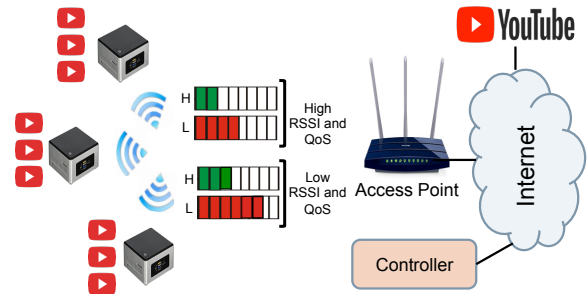 YouTube
H
L
High
RSSI and
QoS
H
L
Low
RSSI and
QoS
Access Point
Internet
Controller